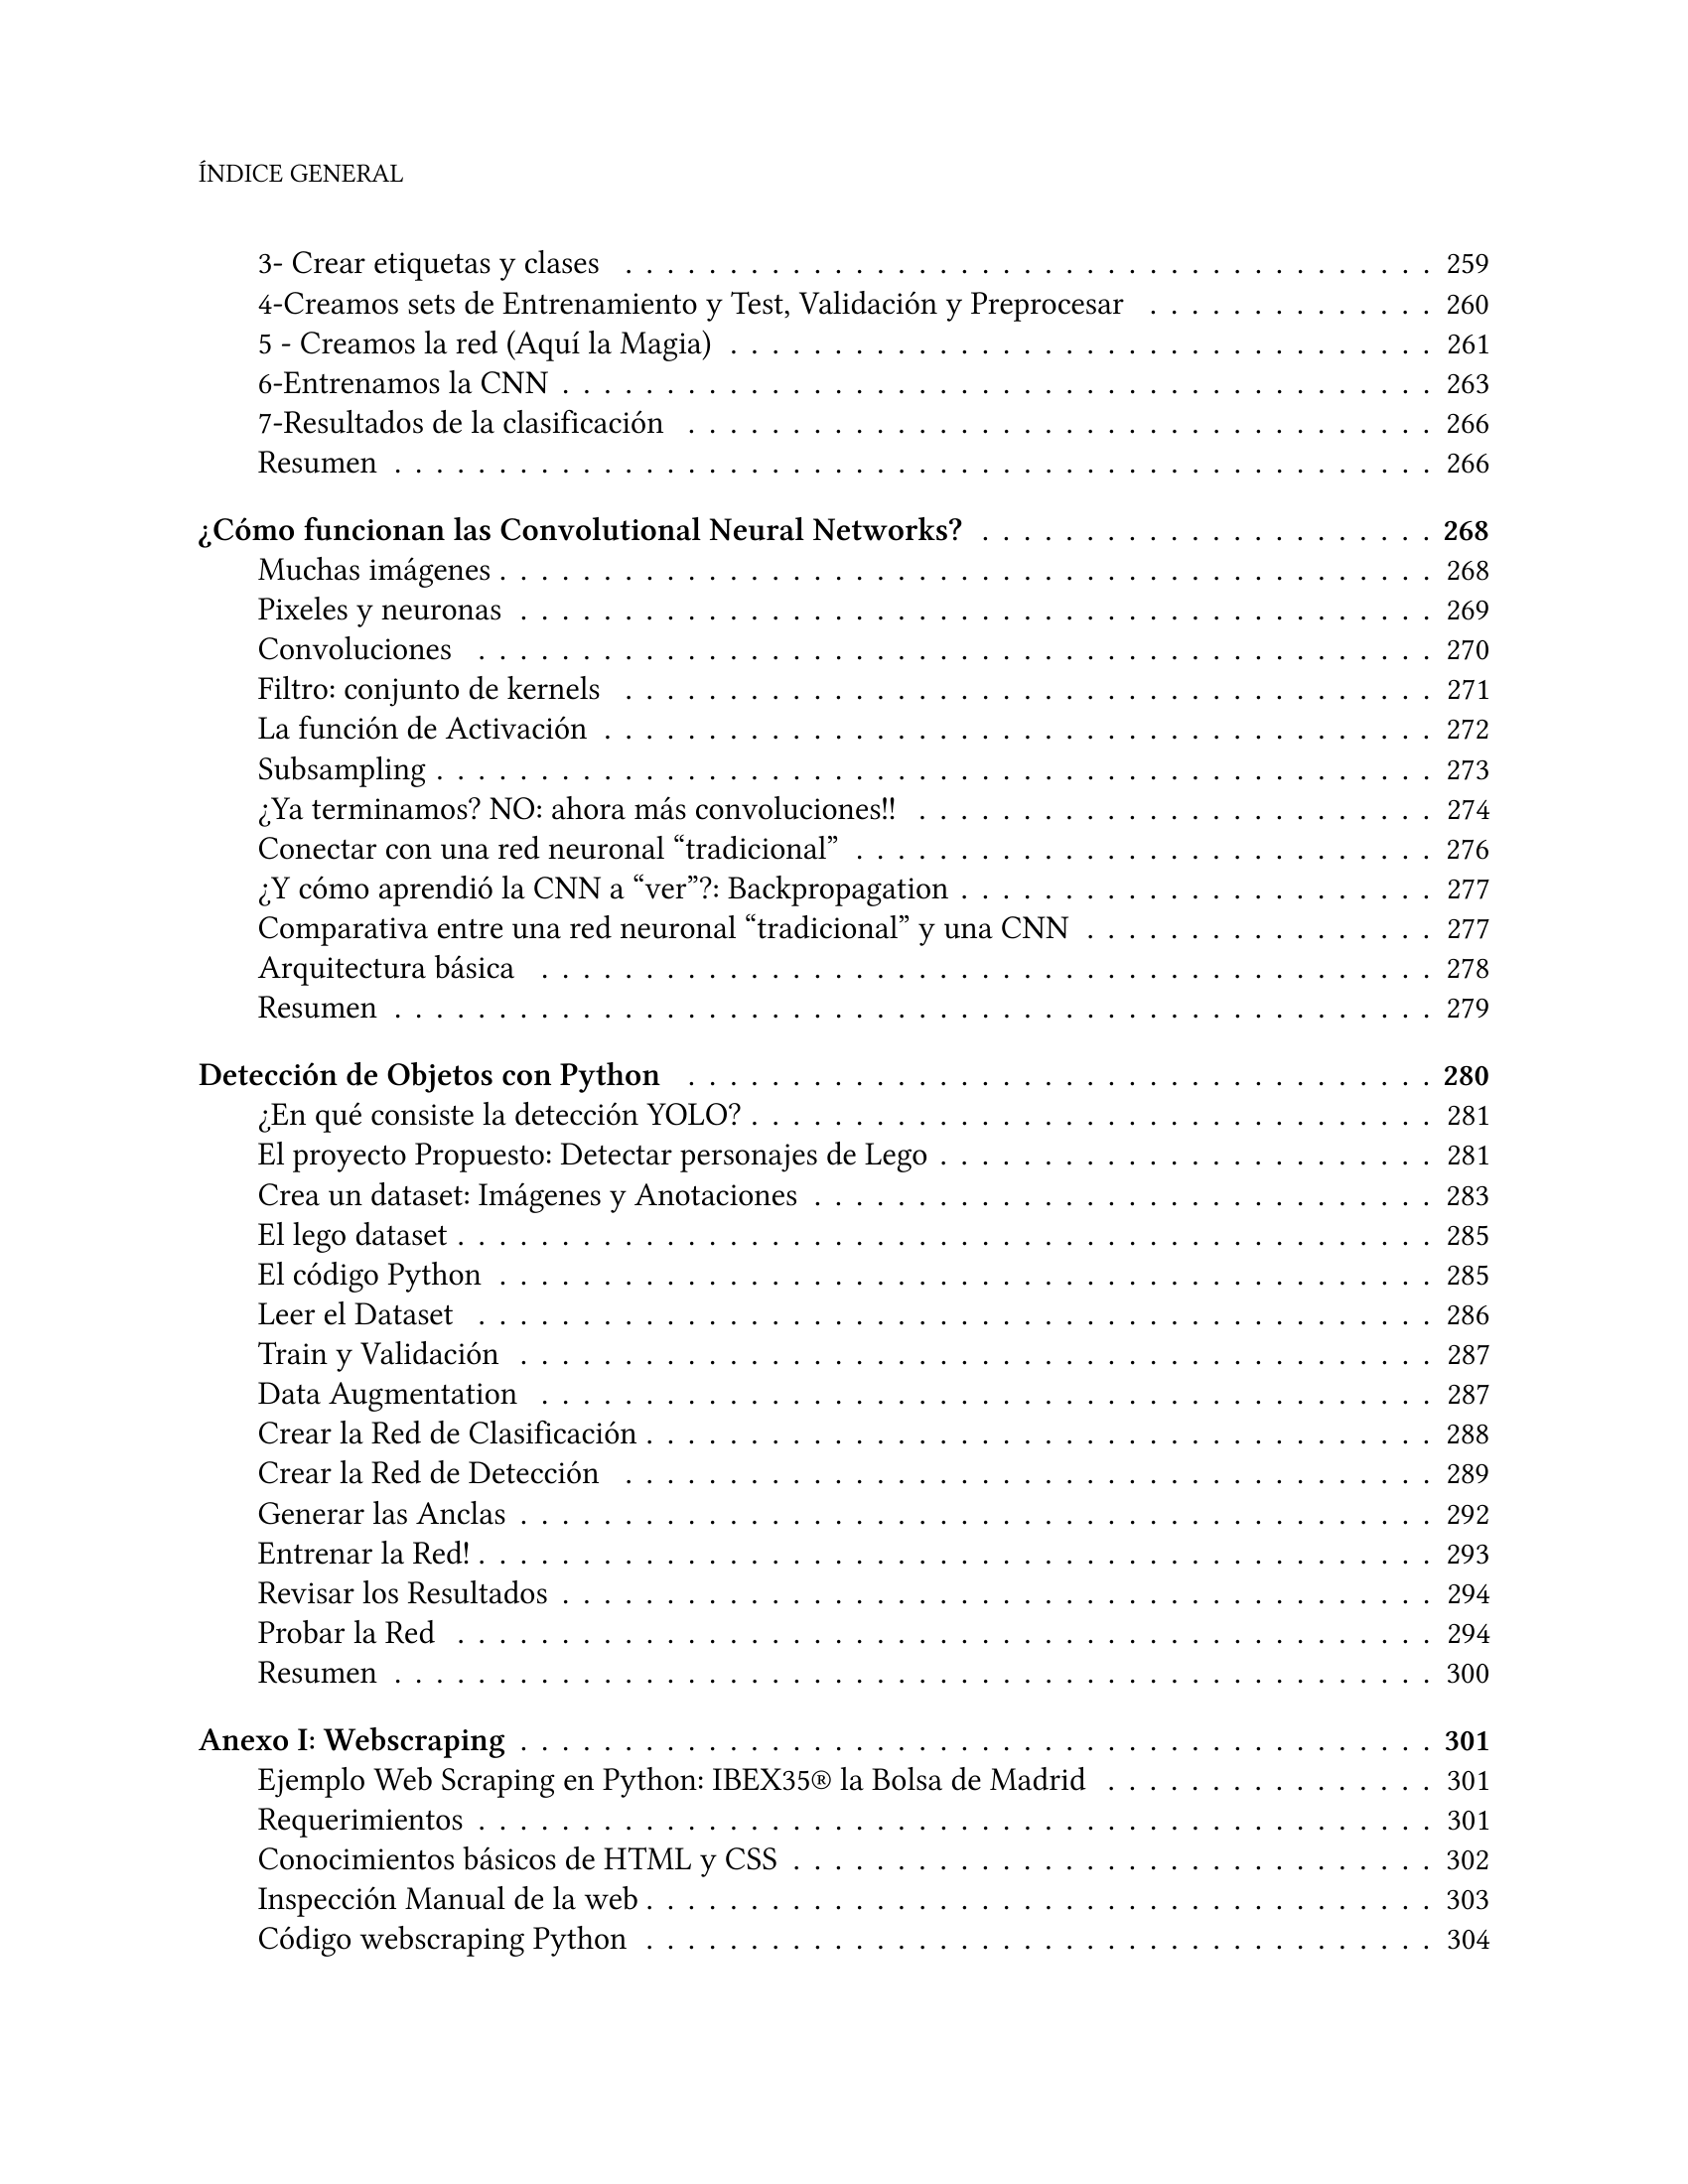 ÍNDICE GENERAL
3- Crear etiquetas y clases . . . . . . . . . . . . . . . . . . . . . . . . . . . . . . . . . . . . . . . 259
4-Creamos sets de Entrenamiento y Test, Validación y Preprocesar . . . . . . . . . . . . . . 260
5 - Creamos la red (Aquí la Magia) . . . . . . . . . . . . . . . . . . . . . . . . . . . . . . . . . . 261
6-Entrenamos la CNN . . . . . . . . . . . . . . . . . . . . . . . . . . . . . . . . . . . . . . . . . . 263
7-Resultados de la clasificación . . . . . . . . . . . . . . . . . . . . . . . . . . . . . . . . . . . . 266
Resumen . . . . . . . . . . . . . . . . . . . . . . . . . . . . . . . . . . . . . . . . . . . . . . . . . . 266
¿Cómo funcionan las Convolutional Neural Networks? . . . . . . . . . . . . . . . . . . . . . . 268
Muchas imágenes . . . . . . . . . . . . . . . . . . . . . . . . . . . . . . . . . . . . . . . . . . . . . 268
Pixeles y neuronas . . . . . . . . . . . . . . . . . . . . . . . . . . . . . . . . . . . . . . . . . . . . 269
Convoluciones . . . . . . . . . . . . . . . . . . . . . . . . . . . . . . . . . . . . . . . . . . . . . . 270
Filtro: conjunto de kernels . . . . . . . . . . . . . . . . . . . . . . . . . . . . . . . . . . . . . . . 271
La función de Activación . . . . . . . . . . . . . . . . . . . . . . . . . . . . . . . . . . . . . . . . 272
Subsampling . . . . . . . . . . . . . . . . . . . . . . . . . . . . . . . . . . . . . . . . . . . . . . . . 273
¿Ya terminamos? NO: ahora más convoluciones!! . . . . . . . . . . . . . . . . . . . . . . . . . 274
Conectar con una red neuronal “tradicional” . . . . . . . . . . . . . . . . . . . . . . . . . . . . 276
¿Y cómo aprendió la CNN a “ver”?: Backpropagation . . . . . . . . . . . . . . . . . . . . . . . 277
Comparativa entre una red neuronal “tradicional” y una CNN . . . . . . . . . . . . . . . . . 277
Arquitectura básica . . . . . . . . . . . . . . . . . . . . . . . . . . . . . . . . . . . . . . . . . . . 278
Resumen . . . . . . . . . . . . . . . . . . . . . . . . . . . . . . . . . . . . . . . . . . . . . . . . . . 279
Detección de Objetos con Python . . . . . . . . . . . . . . . . . . . . . . . . . . . . . . . . . . . . 280
¿En qué consiste la detección YOLO? . . . . . . . . . . . . . . . . . . . . . . . . . . . . . . . . . 281
El proyecto Propuesto: Detectar personajes de Lego . . . . . . . . . . . . . . . . . . . . . . . . 281
Crea un dataset: Imágenes y Anotaciones . . . . . . . . . . . . . . . . . . . . . . . . . . . . . . 283
El lego dataset . . . . . . . . . . . . . . . . . . . . . . . . . . . . . . . . . . . . . . . . . . . . . . . 285
El código Python . . . . . . . . . . . . . . . . . . . . . . . . . . . . . . . . . . . . . . . . . . . . . 285
Leer el Dataset . . . . . . . . . . . . . . . . . . . . . . . . . . . . . . . . . . . . . . . . . . . . . . 286
Train y Validación . . . . . . . . . . . . . . . . . . . . . . . . . . . . . . . . . . . . . . . . . . . . 287
Data Augmentation . . . . . . . . . . . . . . . . . . . . . . . . . . . . . . . . . . . . . . . . . . . 287
Crear la Red de Clasificación . . . . . . . . . . . . . . . . . . . . . . . . . . . . . . . . . . . . . . 288
Crear la Red de Detección . . . . . . . . . . . . . . . . . . . . . . . . . . . . . . . . . . . . . . . 289
Generar las Anclas . . . . . . . . . . . . . . . . . . . . . . . . . . . . . . . . . . . . . . . . . . . . 292
Entrenar la Red! . . . . . . . . . . . . . . . . . . . . . . . . . . . . . . . . . . . . . . . . . . . . . . 293
Revisar los Resultados . . . . . . . . . . . . . . . . . . . . . . . . . . . . . . . . . . . . . . . . . . 294
Probar la Red . . . . . . . . . . . . . . . . . . . . . . . . . . . . . . . . . . . . . . . . . . . . . . . 294
Resumen . . . . . . . . . . . . . . . . . . . . . . . . . . . . . . . . . . . . . . . . . . . . . . . . . . 300
Anexo I: Webscraping . . . . . . . . . . . . . . . . . . . . . . . . . . . . . . . . . . . . . . . . . . . . 301
Ejemplo Web Scraping en Python: IBEX35® la Bolsa de Madrid . . . . . . . . . . . . . . . . 301
Requerimientos . . . . . . . . . . . . . . . . . . . . . . . . . . . . . . . . . . . . . . . . . . . . . . 301
Conocimientos básicos de HTML y CSS . . . . . . . . . . . . . . . . . . . . . . . . . . . . . . . 302
Inspección Manual de la web . . . . . . . . . . . . . . . . . . . . . . . . . . . . . . . . . . . . . . 303
Código webscraping Python . . . . . . . . . . . . . . . . . . . . . . . . . . . . . . . . . . . . . . 304